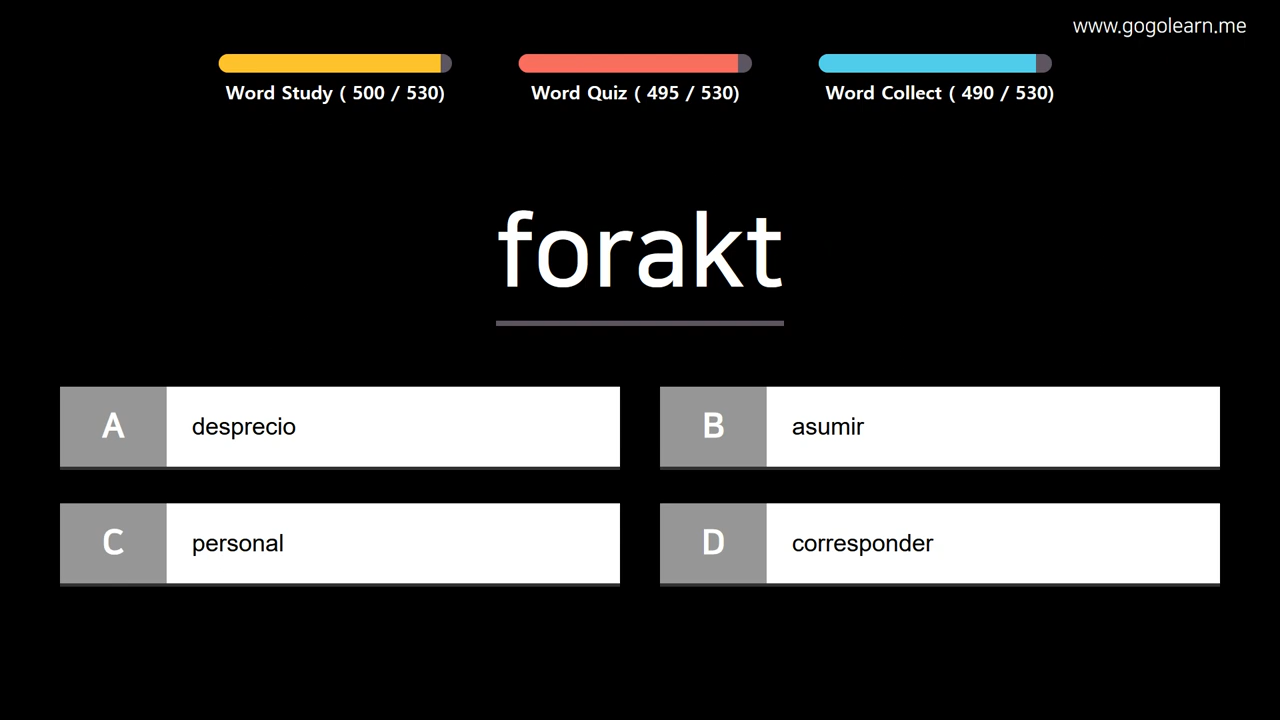 www.gogolearn.me
Word Study ( 500 / 530)
Word Quiz ( 495 / 530)
Word Collect ( 490 / 530)
forakt
A desprecio
B asumir
C personal
D corresponder